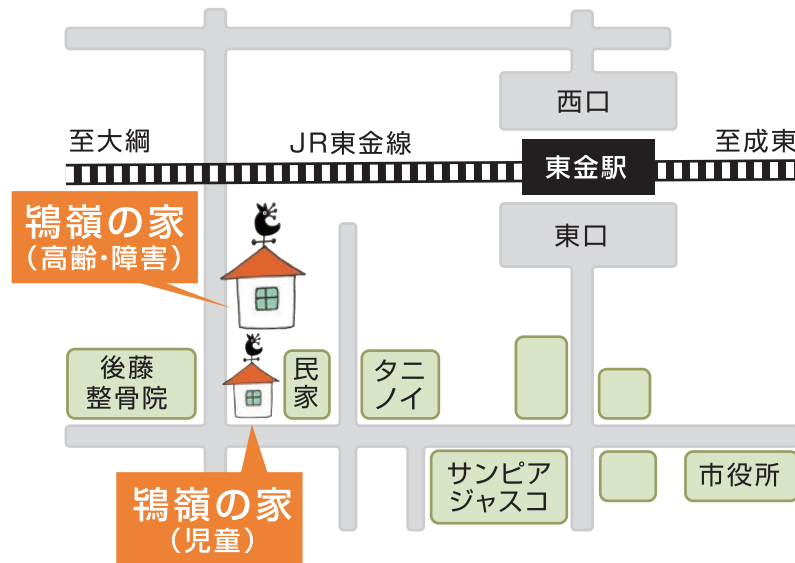 西口
至大綱
JR東金線
東金駅
至成東
鴇嶺の家
（高齢・障害）
東口
後藤
整骨院
民
家
タニ
ノイ
サンピア
ジャスコ
市役所
鴇嶺の家
（児童）